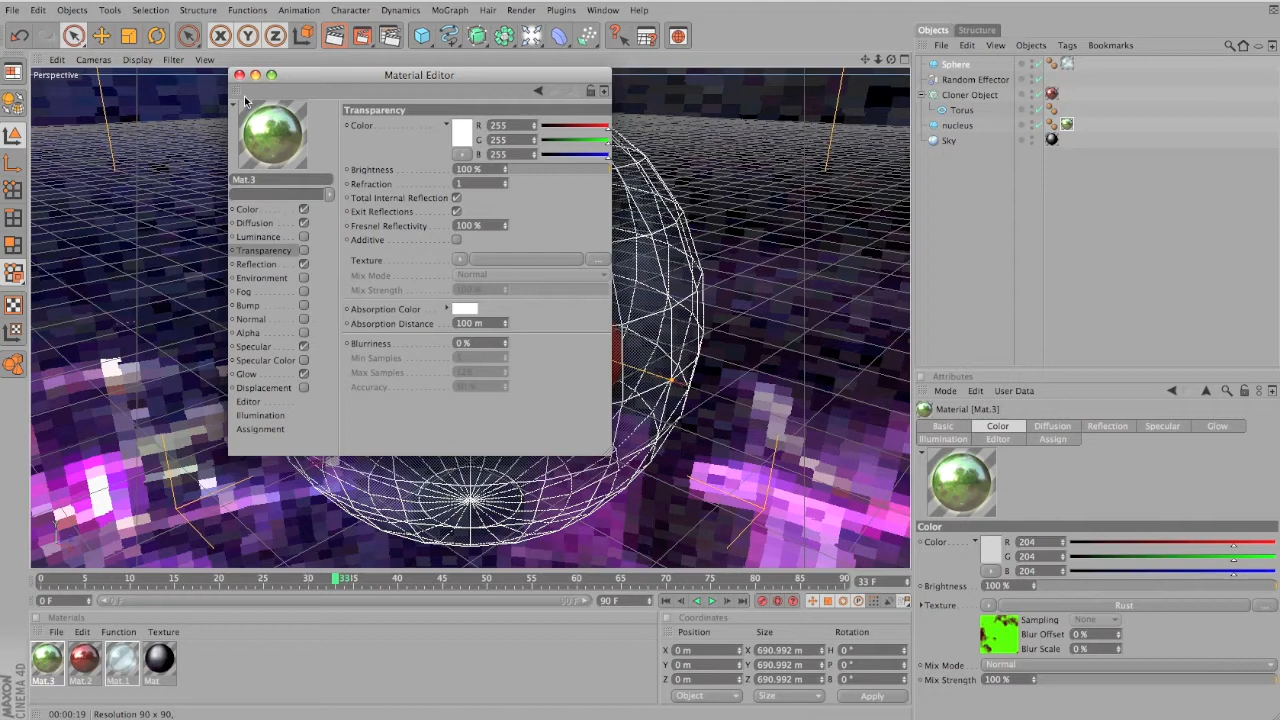 File Edit Objects Tools Selection Structure Functions Animation Character Dynamics MoGraph Hair Render Plugins Window Help
Edit Cameras Display Filter View
Perspective
Material Editor
Mat.3
Color
Diffusion
Luminance
Transparency
Reflection
Environment
Fog
Bump
Normal
Alpha
Specular
Specular Color
Glow
Displacement
Editor
Illumination
Assignment
Transparency
Color R 255
G 255
B 255
Brightness 100 %
Refraction 1
Total Internal Reflection
Exit Reflections
Fresnel Reflectivity 100 %
Additive
Texture ...
Mix Mode Normal
Mix Strength 100 %
Absorption Color
Absorption Distance 100 m
Blurriness 0 %
Min Samples 5
Max Samples 128
Accuracy 50 %
Objects Structure
File Edit View Objects Tags Bookmarks
Sphere
Random Effector
Cloner Object
Torus
nucleus
Sky
Attributes
Mode Edit User Data
Material [Mat.3]
Basic Color Diffusion Reflection Specular Glow
Illumination Editor Assign
Color
Color R 204
G 204
B 204
Brightness 100 %
Texture Rust ...
Sampling None
Blur Offset 0 %
Blur Scale 0 %
Mix Mode Normal
Mix Strength 100 %
0 5 10 15 20 25 30 3315 40 45 50 55 60 65 70 75 80 85 90 33 F
0 F 0 F 90 F 90 F
Materials
File Edit Function Texture
Mat.3 Mat.2 Mat.1 Mat
Coordinates
Position Size Rotation
X 0 m X 690.992 m H 0 °
Y 0 m Y 690.992 m P 0 °
Z 0 m Z 690.992 m B 0 °
Object Size Apply
MAXON
CINEMA 4D
00:00:19 Resolution 90 x 90,